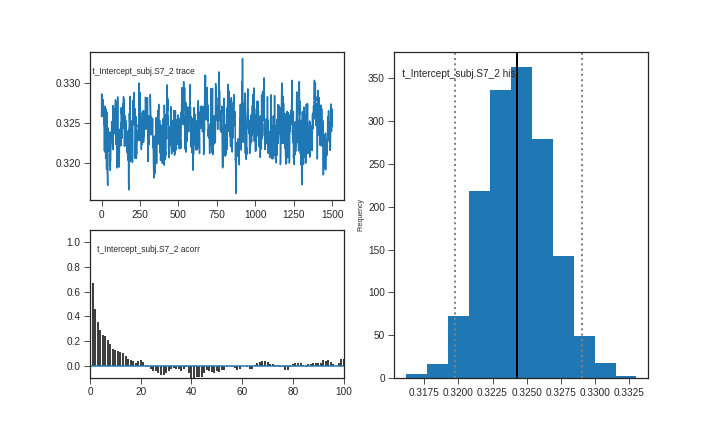 t_Intercept_subj.S7_2 trace
0.330
0.325
0.320
0 250 500 750 1000 1250 1500
t_Intercept_subj.S7_2 acorr
1.0
0.8
0.6
0.4
0.2
0.0
0 20 40 60 80 100
t_Intercept_subj.S7_2 his
Frequency
350
300
250
200
150
100
50
0
0.3175 0.3200 0.3225 0.3250 0.3275 0.3300 0.3325